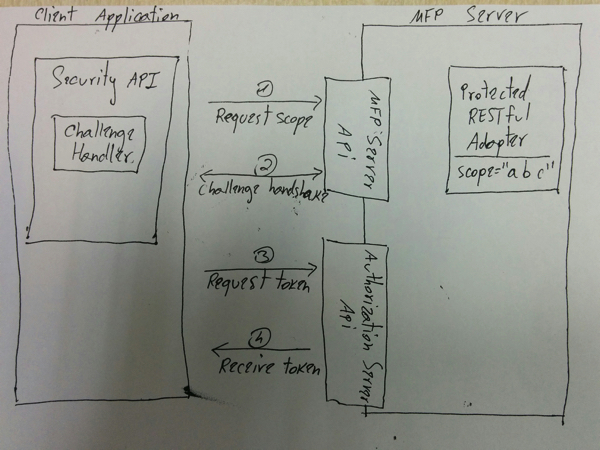 Client Application
MFP Server
Security API
Challenge
Handler
1
Request scope
2
Challenge handshake
3
Request token
4
Receive token
MFP Server
Api
Authorization Server
Api
Protected
RESTful
Adapter
scope="a b c"